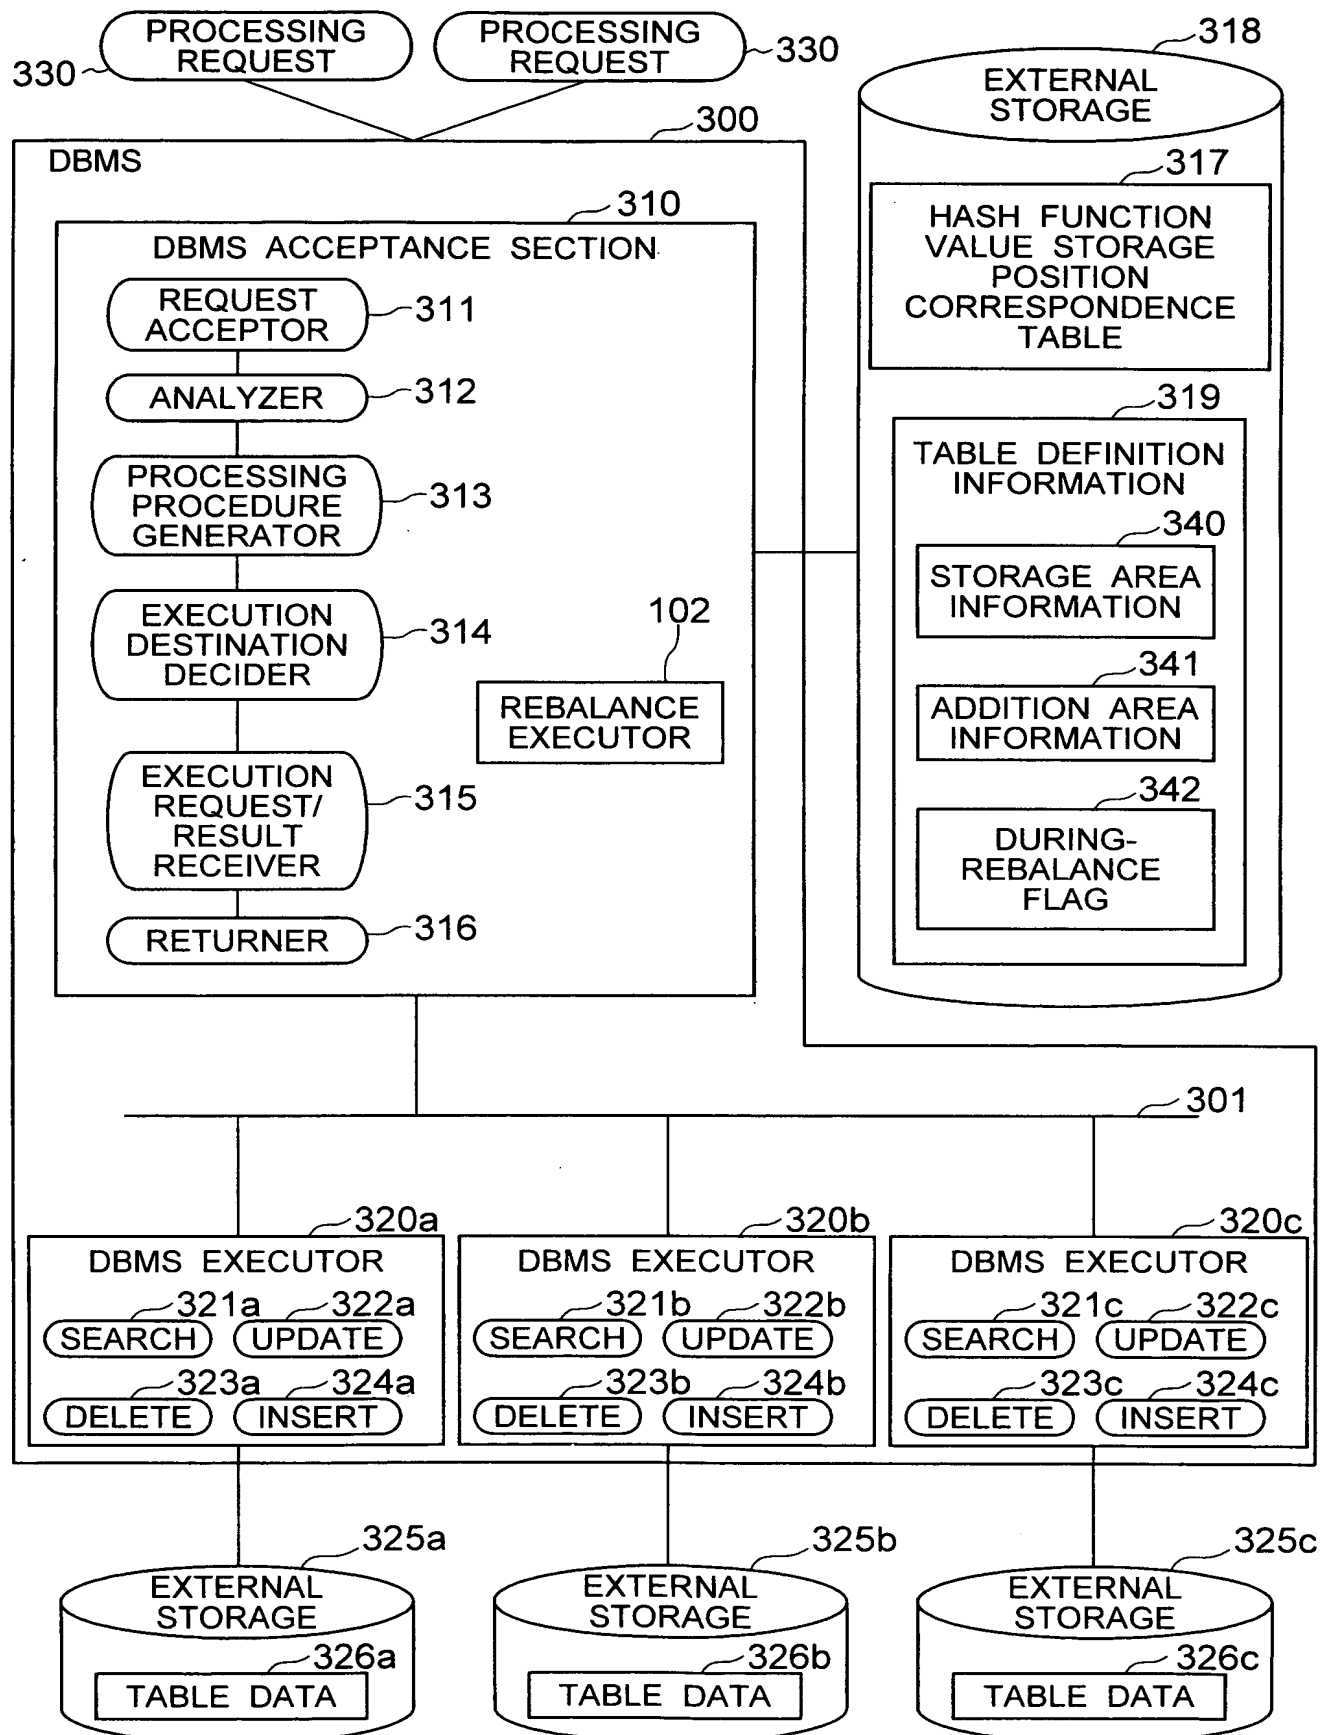 PROCESSING
REQUEST
330
PROCESSING
REQUEST
330
318
EXTERNAL
STORAGE
300
DBMS
317
HASH FUNCTION
VALUE STORAGE
POSITION
CORRESPONDENCE
TABLE
310
DBMS ACCEPTANCE SECTION
REQUEST
ACCEPTOR
311
ANALYZER
312
PROCESSING
PROCEDURE
GENERATOR
313
EXECUTION
DESTINATION
DECIDER
314
EXECUTION
REQUEST/
RESULT
RECEIVER
315
RETURNER
316
102
REBALANCE
EXECUTOR
319
TABLE DEFINITION
INFORMATION
340
STORAGE AREA
INFORMATION
341
ADDITION AREA
INFORMATION
342
DURING-
REBALANCE
FLAG
301
320a
DBMS EXECUTOR
321a 322a
SEARCH UPDATE
323a 324a
DELETE INSERT
320b
DBMS EXECUTOR
321b 322b
SEARCH UPDATE
323b 324b
DELETE INSERT
320c
DBMS EXECUTOR
321c 322c
SEARCH UPDATE
323c 324c
DELETE INSERT
325a
EXTERNAL
STORAGE
326a
TABLE DATA
325b
EXTERNAL
STORAGE
326b
TABLE DATA
325c
EXTERNAL
STORAGE
326c
TABLE DATA